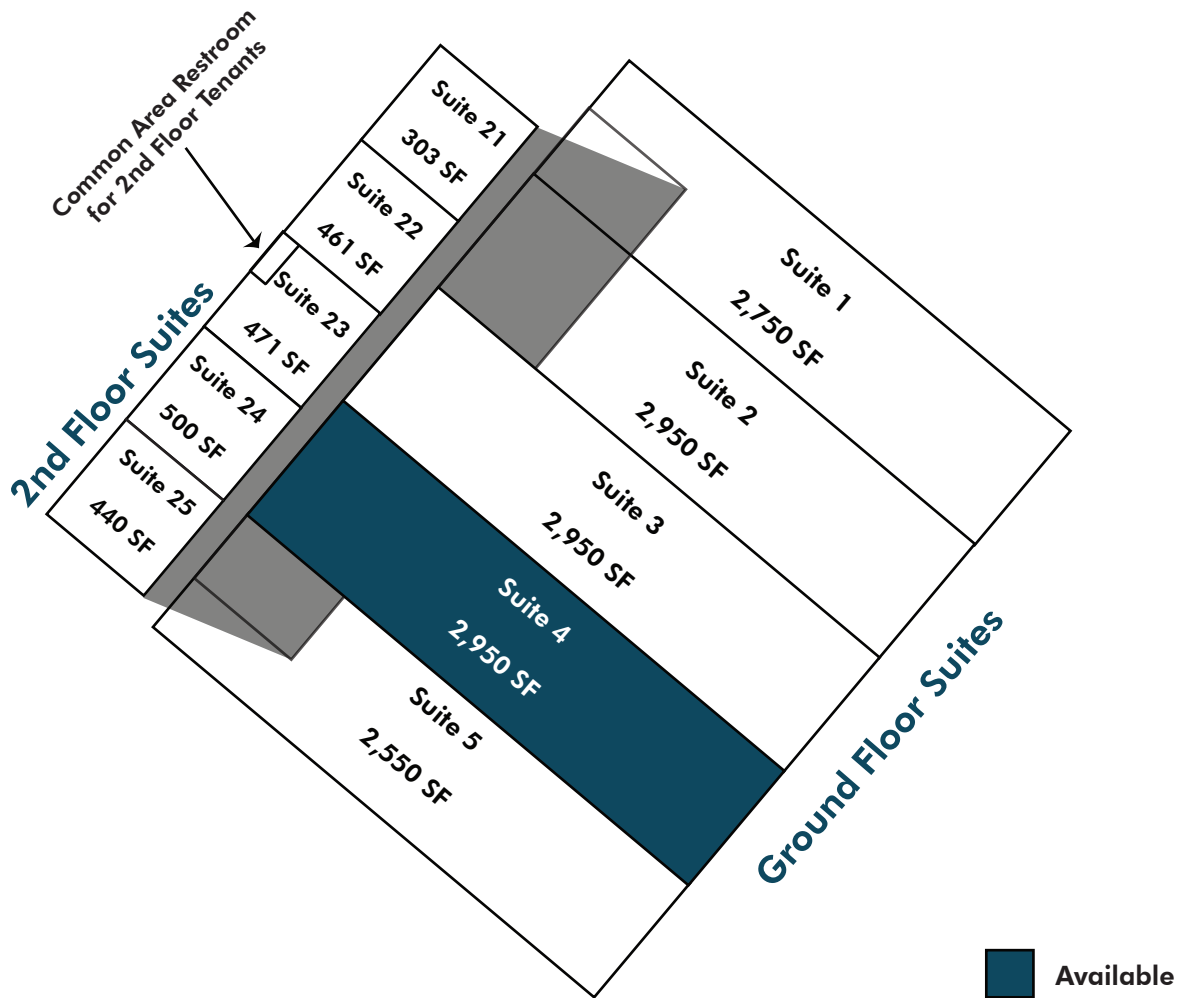 Common Area Restroom
for 2nd Floor Tenants
2nd Floor Suites
Suite 21
303 SF
Suite 22
461 SF
Suite 23
471 SF
Suite 24
500 SF
Suite 25
440 SF
Suite 1
2,750 SF
Suite 2
2,950 SF
Suite 3
2,950 SF
Suite 4
2,950 SF
Suite 5
2,550 SF
Ground Floor Suites
Available